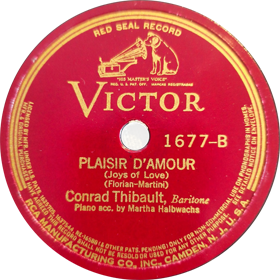 RED SEAL RECORD
"HIS MASTER'S VOICE"
VICTOR
1677-B
PLAISIR D'AMOUR
(Joys of Love)
(Florian-Martini)
Conrad Thibault, Baritone
Piano acc. by Martha Halbwachs
RCA MANUFACTURING CO. INC., CAMDEN, N. J., U. S. A.